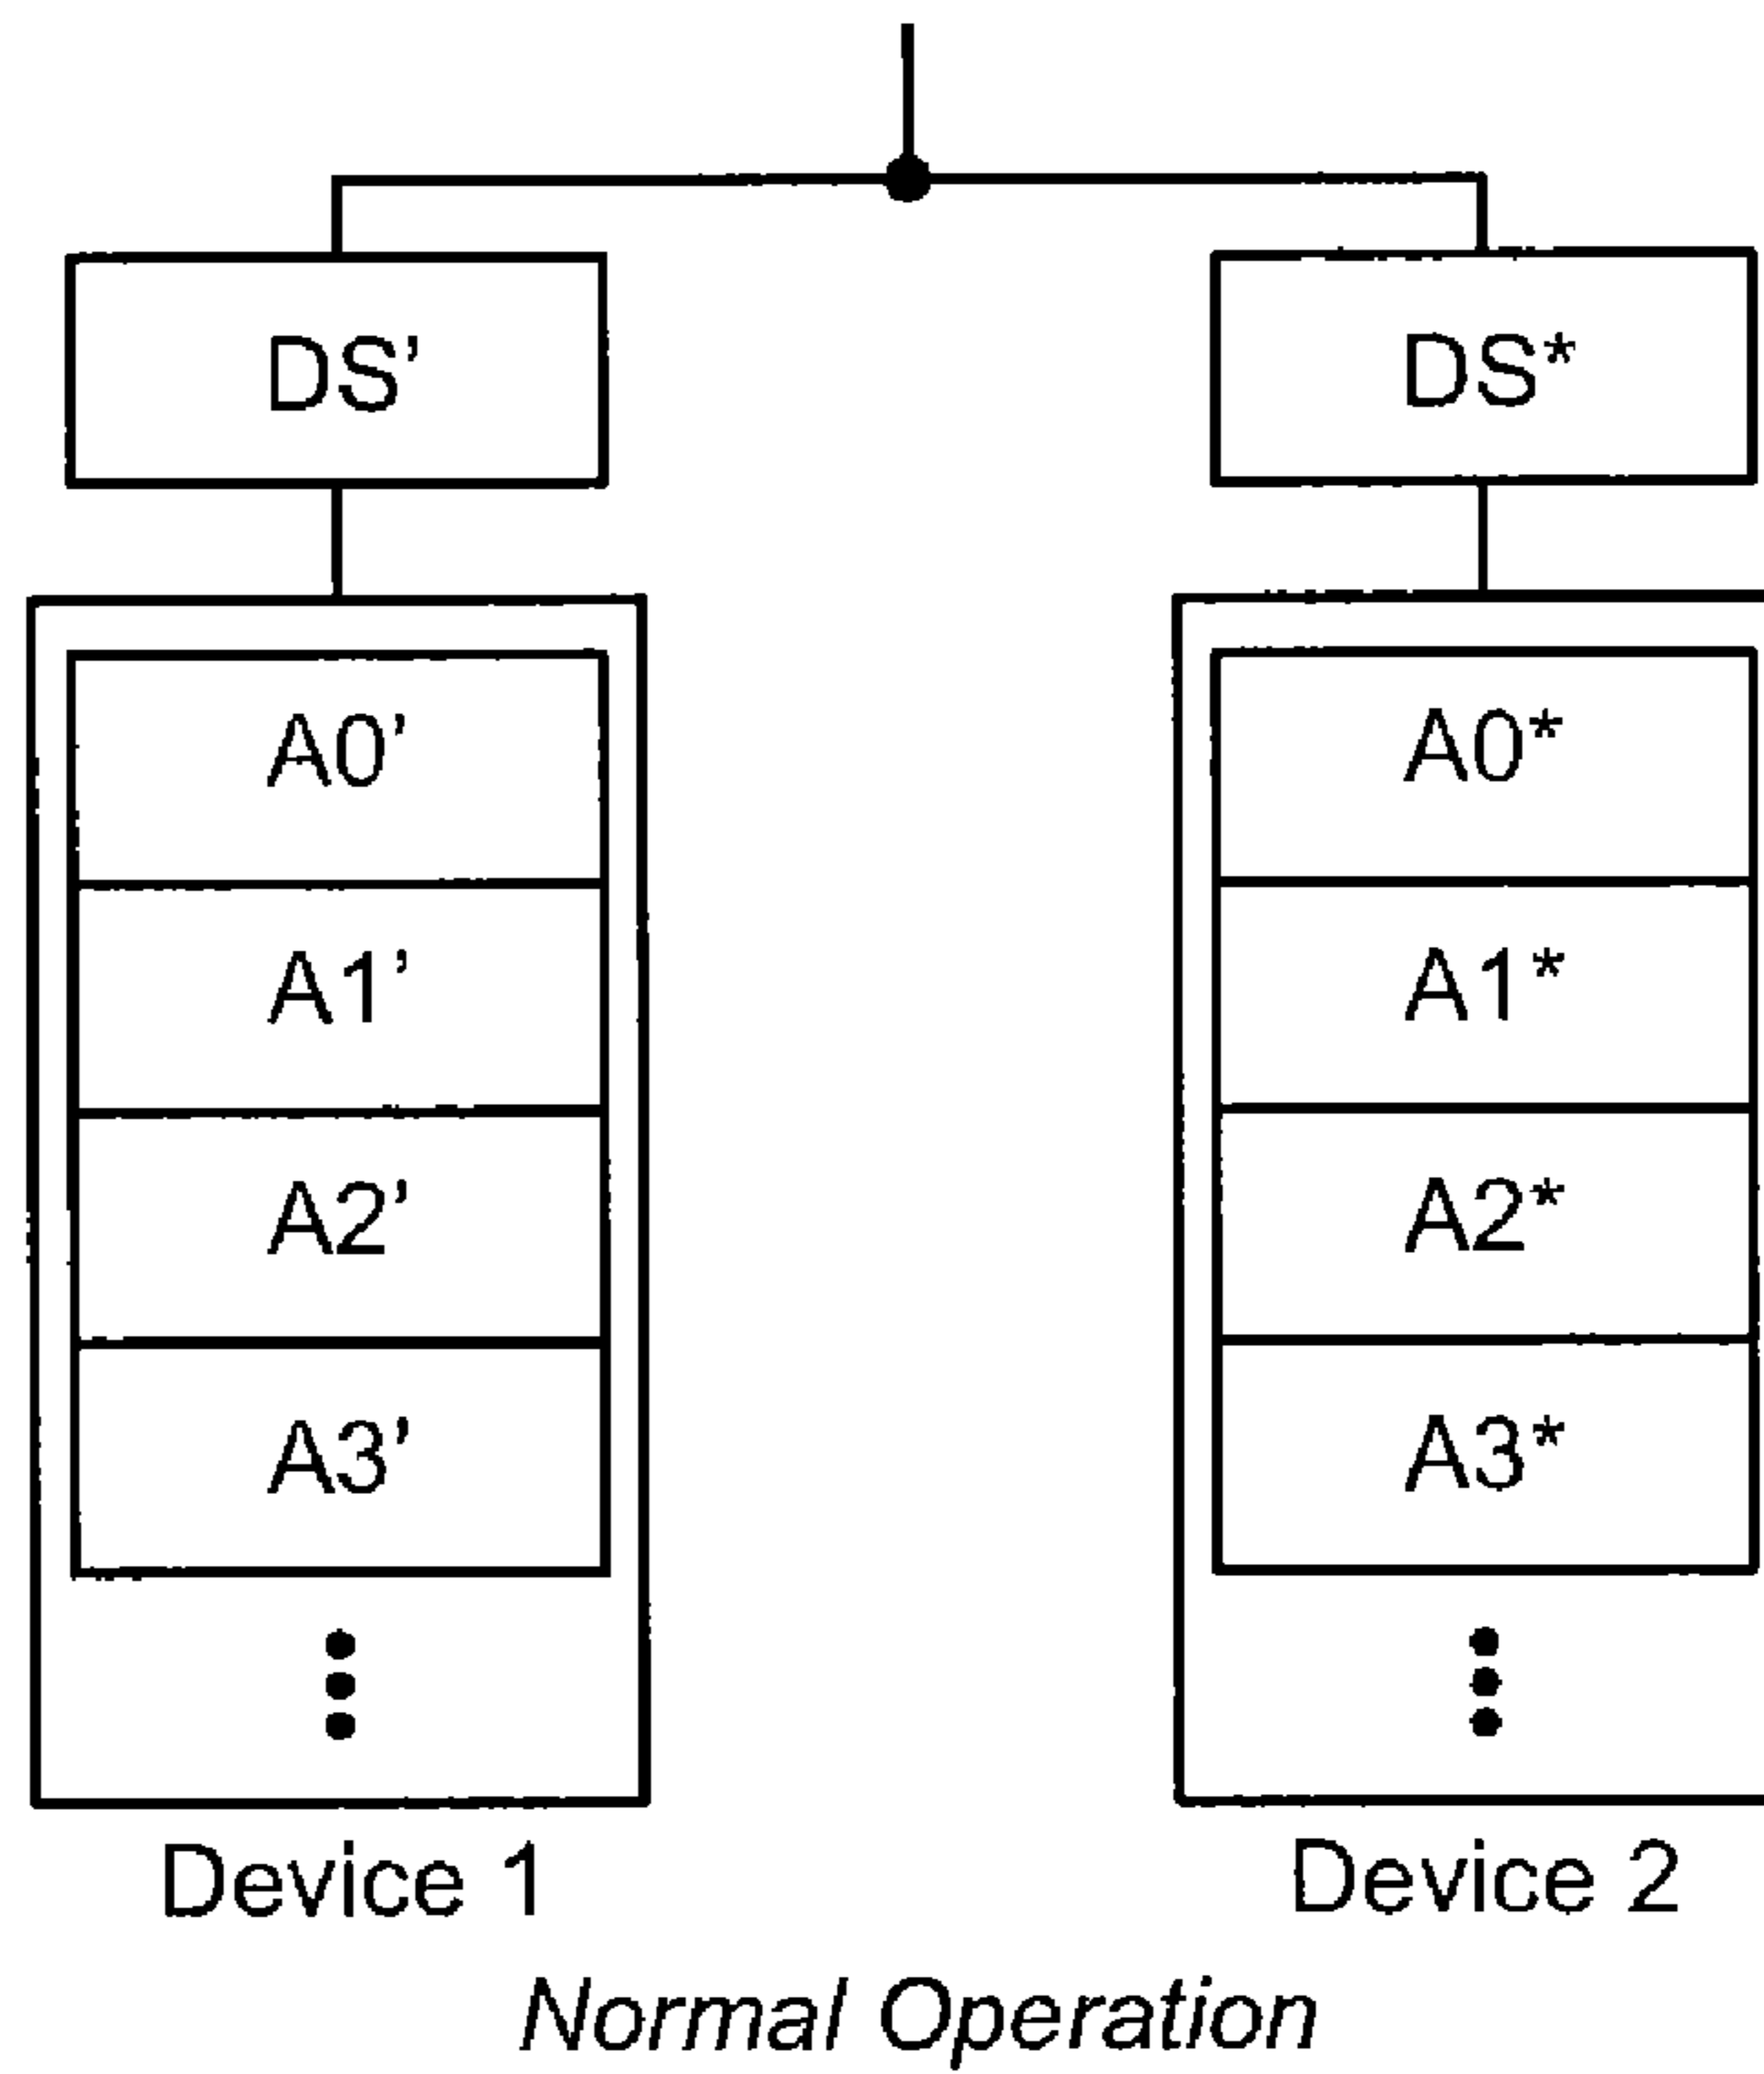 DS’ DS*
A0’ A0*
A1’ A1*
A2’ A2*
A3’ A3*
Device 1 Device 2
Normal Operation